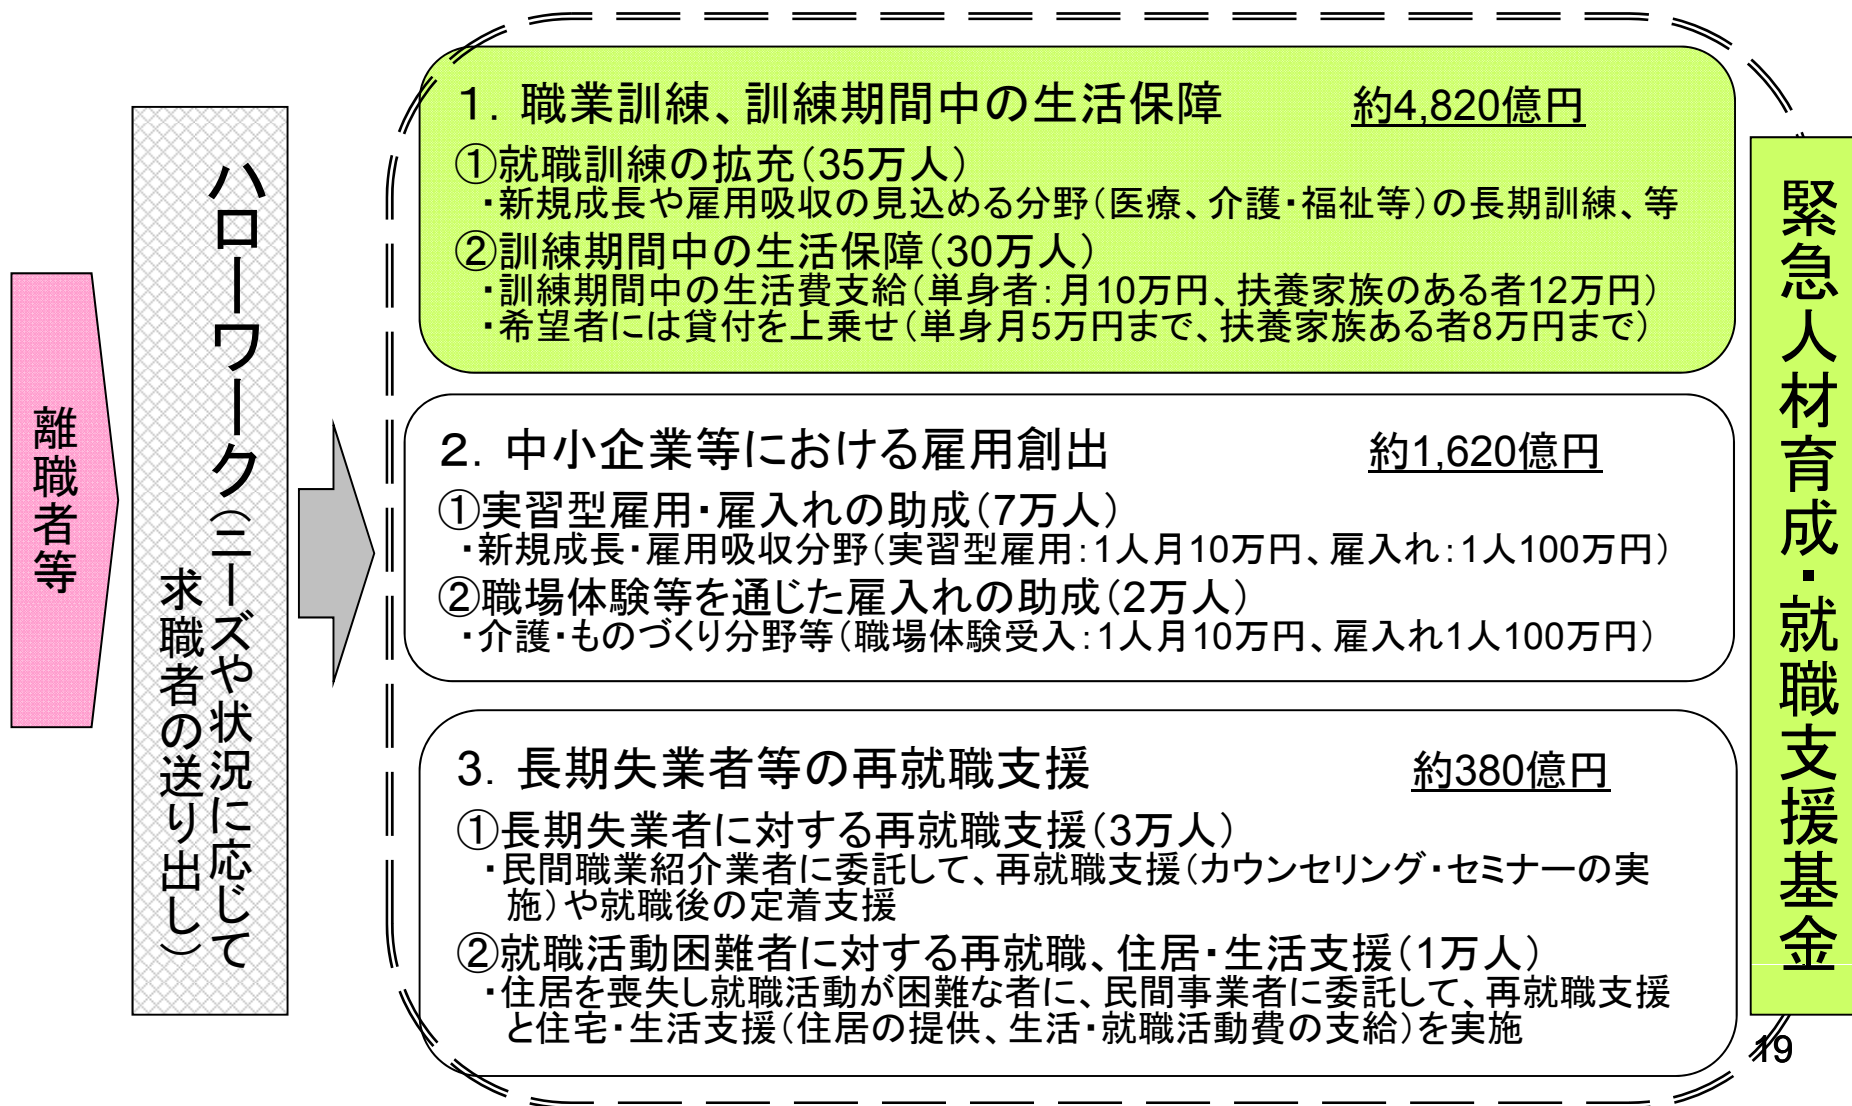 離職者等
ハローワーク（ニーズや状況に応じて
求職者の送り出し）
１．職業訓練、訓練期間中の生活保障　約4,820億円
①就職訓練の拡充（35万人）
・新規成長や雇用吸収の見込める分野（医療、介護・福祉等）の長期訓練、等
②訓練期間中の生活保障（30万人）
・訓練期間中の生活費支給（単身者：月10万円、扶養家族のある者12万円）
・希望者には貸付を上乗せ（単身月5万円まで、扶養家族ある者8万円まで）
２．中小企業等における雇用創出　約1,620億円
①実習型雇用・雇入れの助成（7万人）
・新規成長・雇用吸収分野（実習型雇用：1人月10万円、雇入れ：1人100万円）
②職場体験等を通じた雇入れの助成（2万人）
・介護・ものづくり分野等（職場体験受入：1人月10万円、雇入れ1人100万円）
３．長期失業者等の再就職支援　約380億円
①長期失業者に対する再就職支援（3万人）
・民間職業紹介業者に委託して、再就職支援（カウンセリング・セミナーの実
施）や就職後の定着支援
②就職活動困難者に対する再就職、住居・生活支援（1万人）
・住居を喪失し就職活動が困難な者に、民間事業者に委託して、再就職支援
と住宅・生活支援（住居の提供、生活・就職活動費の支給）を実施
緊急人材育成・就職支援基金
19